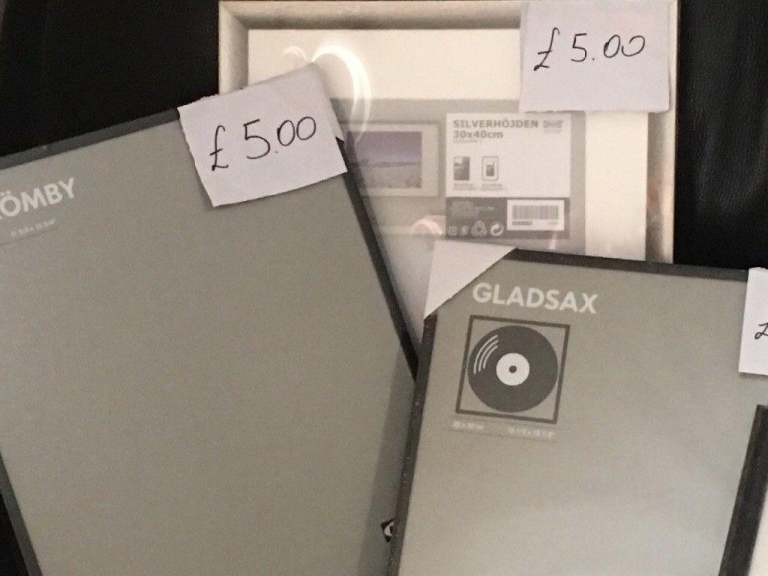 £5.00
£5.00
SILVERHÖJDEN
30x40cm
ÖMBY
GLADSAX
£